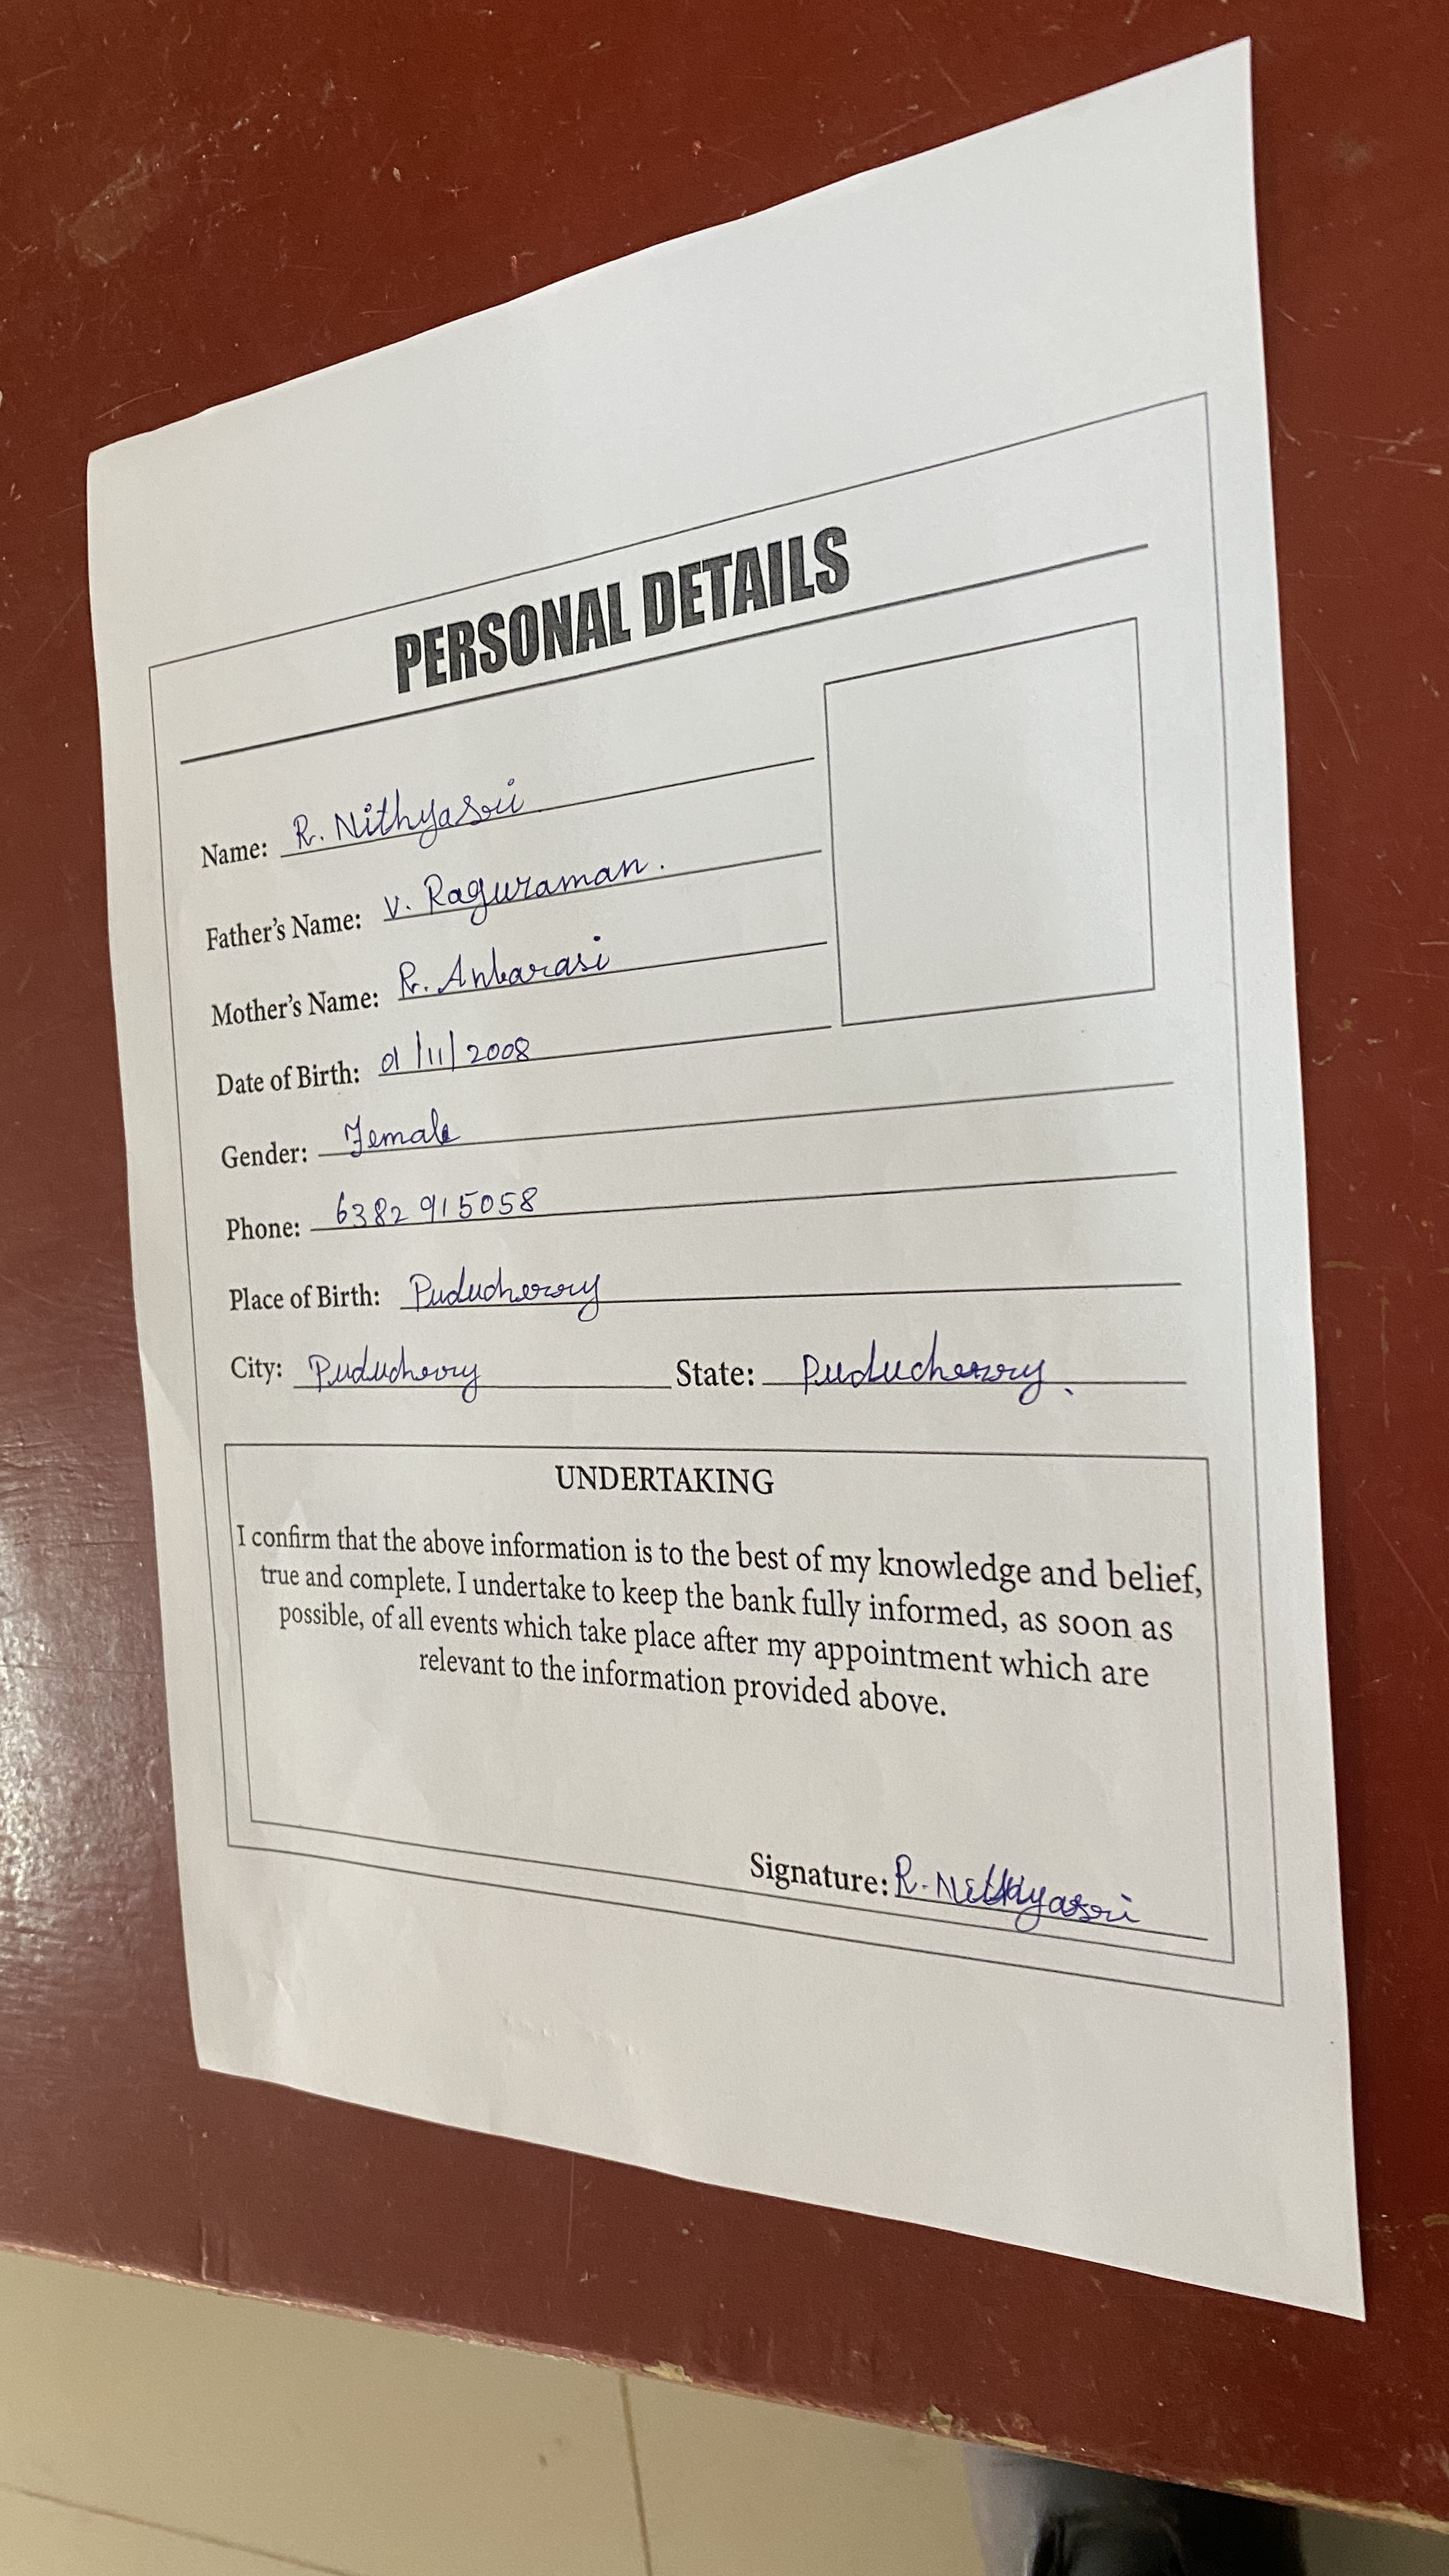 PERSONAL DETAILS
Name: R. Nithyasri
Father's Name: V. Raguraman.
Mother's Name: R. Anbarasi
Date of Birth: 01/11/2008
Gender: Female
Phone: 6382 915058
Place of Birth: Puducherry
City: Puducherry State: Puducherry.
UNDERTAKING
I confirm that the above information is to the best of my knowledge and belief,
true and complete. I undertake to keep the bank fully informed, as soon as
possible, of all events which take place after my appointment which are
relevant to the information provided above.
Signature: R. Nithyasri